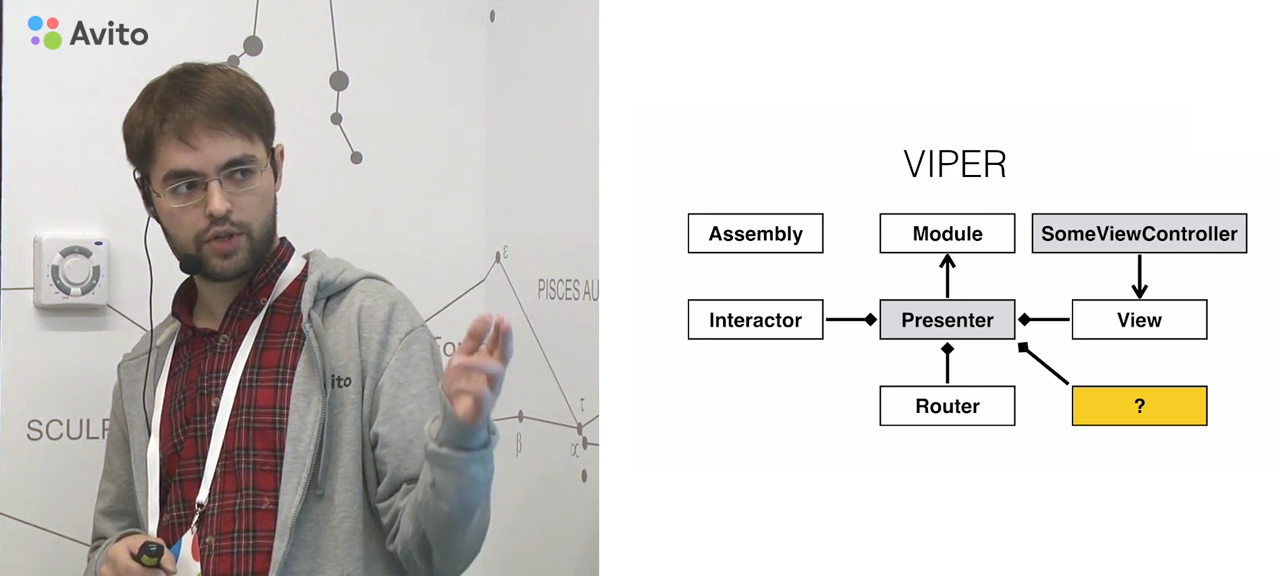 Avito
ε
PISCES AU
ito
τ
β
α
SCULP
VIPER
Assembly
Module
SomeViewController
Interactor
Presenter
View
Router
?